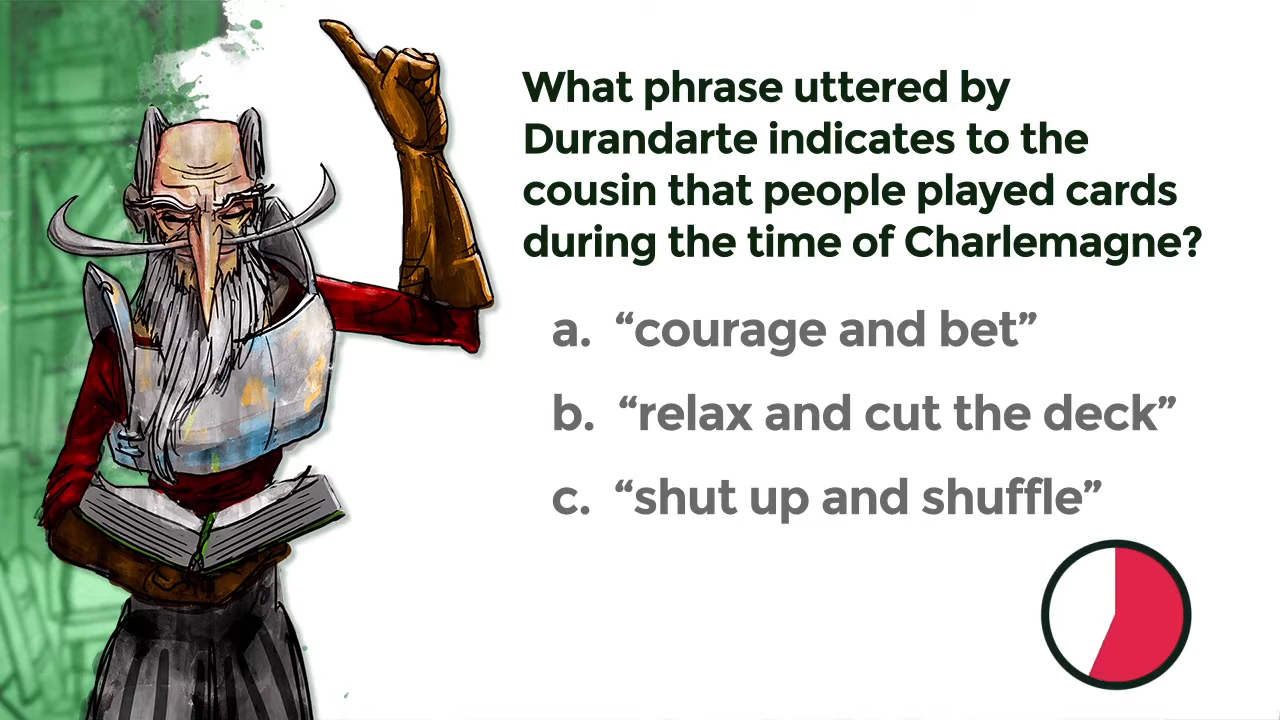 What phrase uttered by
Durandarte indicates to the
cousin that people played cards
during the time of Charlemagne?
a. “courage and bet”
b. “relax and cut the deck”
c. “shut up and shuffle”